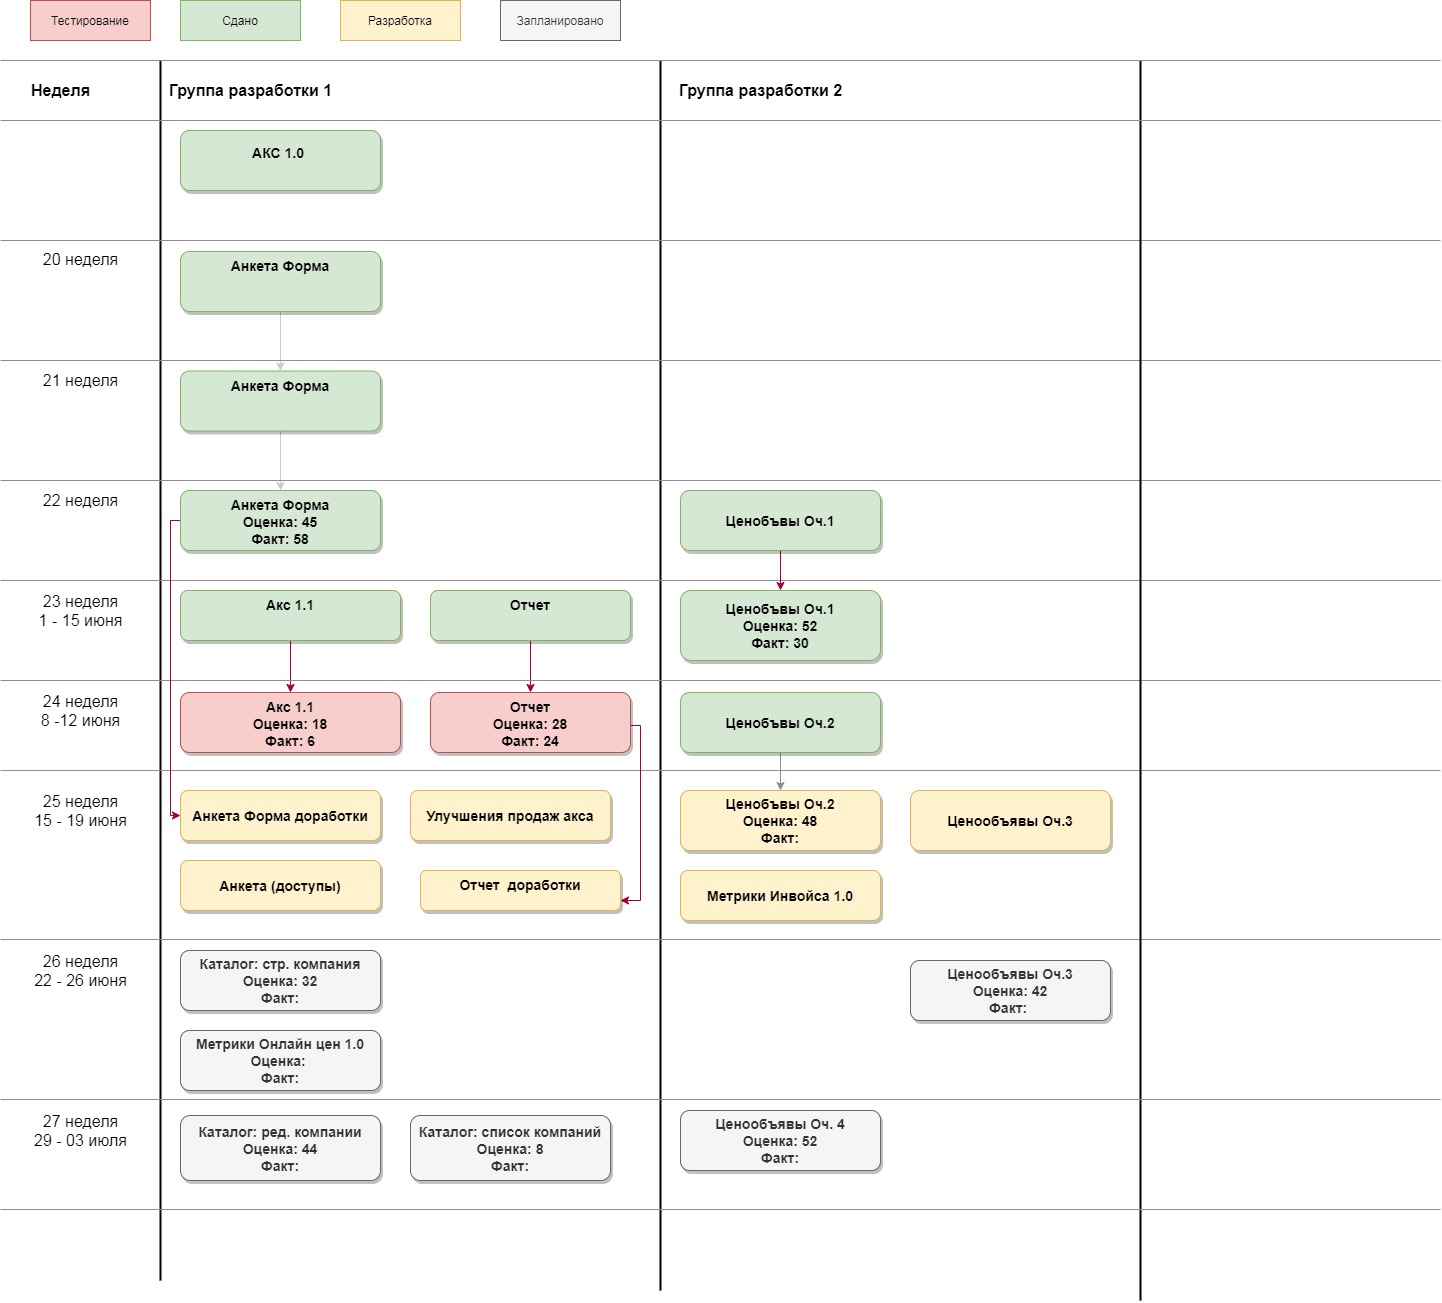 Тестирование
Сдано
Разработка
Запланировано
Неделя
Группа разработки 1
Группа разработки 2
АКС 1.0
20 неделя
Анкета Форма
21 неделя
Анкета Форма
22 неделя
Анкета Форма
Оценка: 45
Факт: 58
Ценобъвы Оч.1
23 неделя
1 - 15 июня
Акс 1.1
Отчет
Ценобъвы Оч.1
Оценка: 52
Факт: 30
24 неделя
8 -12 июня
Акс 1.1
Оценка: 18
Факт: 6
Отчет
Оценка: 28
Факт: 24
Ценобъвы Оч.2
25 неделя
15 - 19 июня
Анкета Форма доработки
Улучшения продаж акса
Ценобъвы Оч.2
Оценка: 48
Факт:
Ценообъявы Оч.3
Анкета (доступы)
Отчет доработки
Метрики Инвойса 1.0
26 неделя
22 - 26 июня
Каталог: стр. компания
Оценка: 32
Факт:
Ценообъявы Оч.3
Оценка: 42
Факт:
Метрики Онлайн цен 1.0
Оценка:
Факт:
27 неделя
29 - 03 июля
Каталог: ред. компании
Оценка: 44
Факт:
Каталог: список компаний
Оценка: 8
Факт:
Ценообъявы Оч. 4
Оценка: 52
Факт: